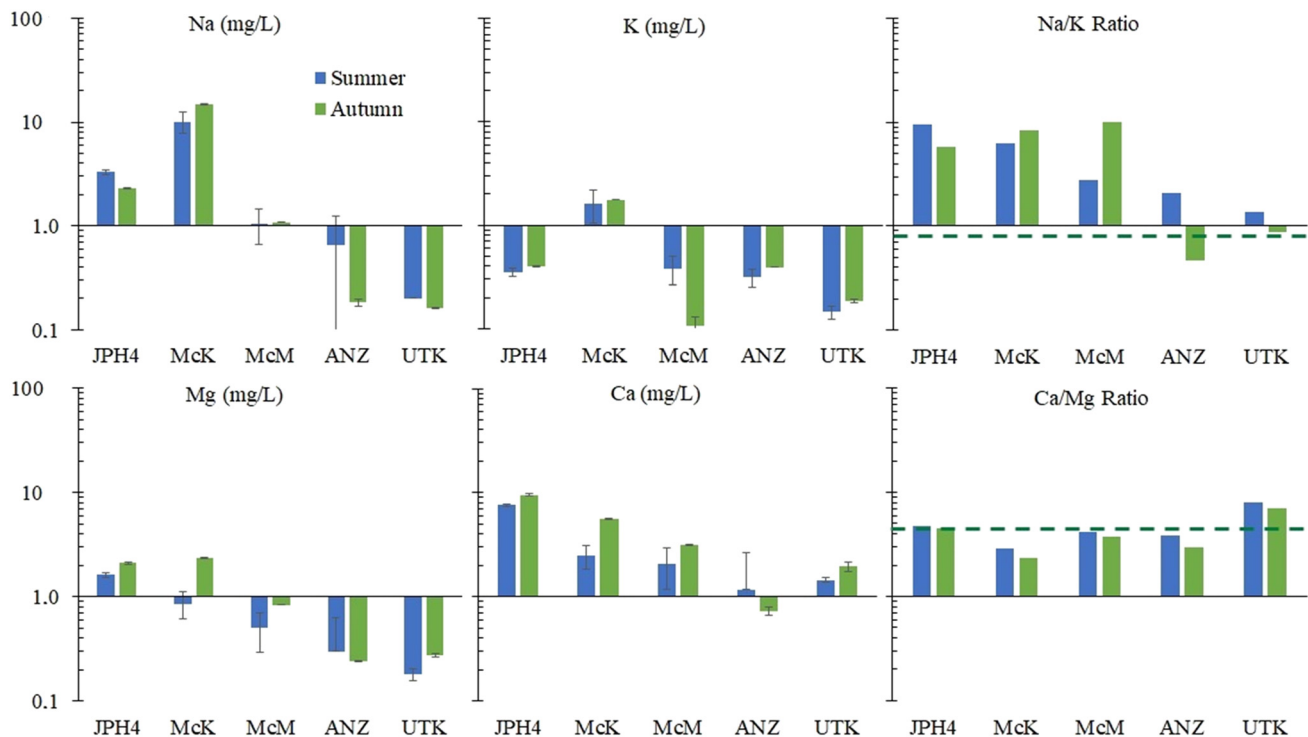 Na (mg/L)
K (mg/L)
Na/K Ratio
100
10
1.0
0.1
Summer
Autumn
JPH4 McK McM ANZ UTK
JPH4 McK McM ANZ UTK
JPH4 McK McM ANZ UTK
Mg (mg/L)
Ca (mg/L)
Ca/Mg Ratio
100
10
1.0
0.1
JPH4 McK McM ANZ UTK
JPH4 McK McM ANZ UTK
JPH4 McK McM ANZ UTK